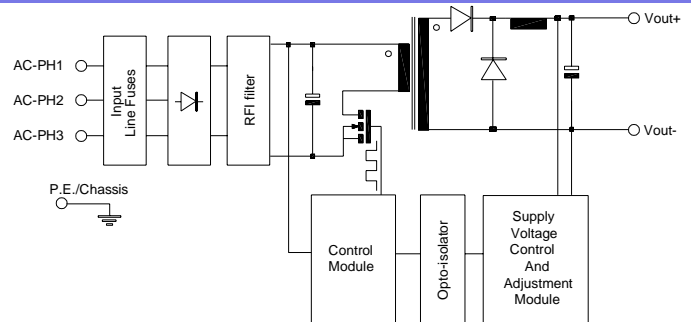 AC-PH1
AC-PH2
AC-PH3
Input
Line Fuses
RFI filter
Vout+
Vout-
P.E./Chassis
Control
Module
Opto-isolator
Supply
Voltage
Control
And
Adjustment
Module